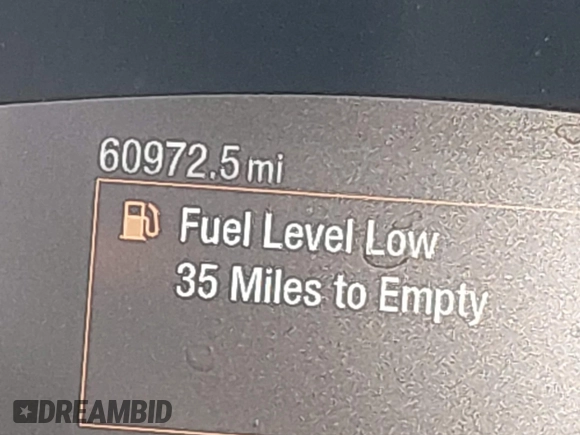 60972.5 mi
Fuel Level Low
35 Miles to Empty
DREAMBID